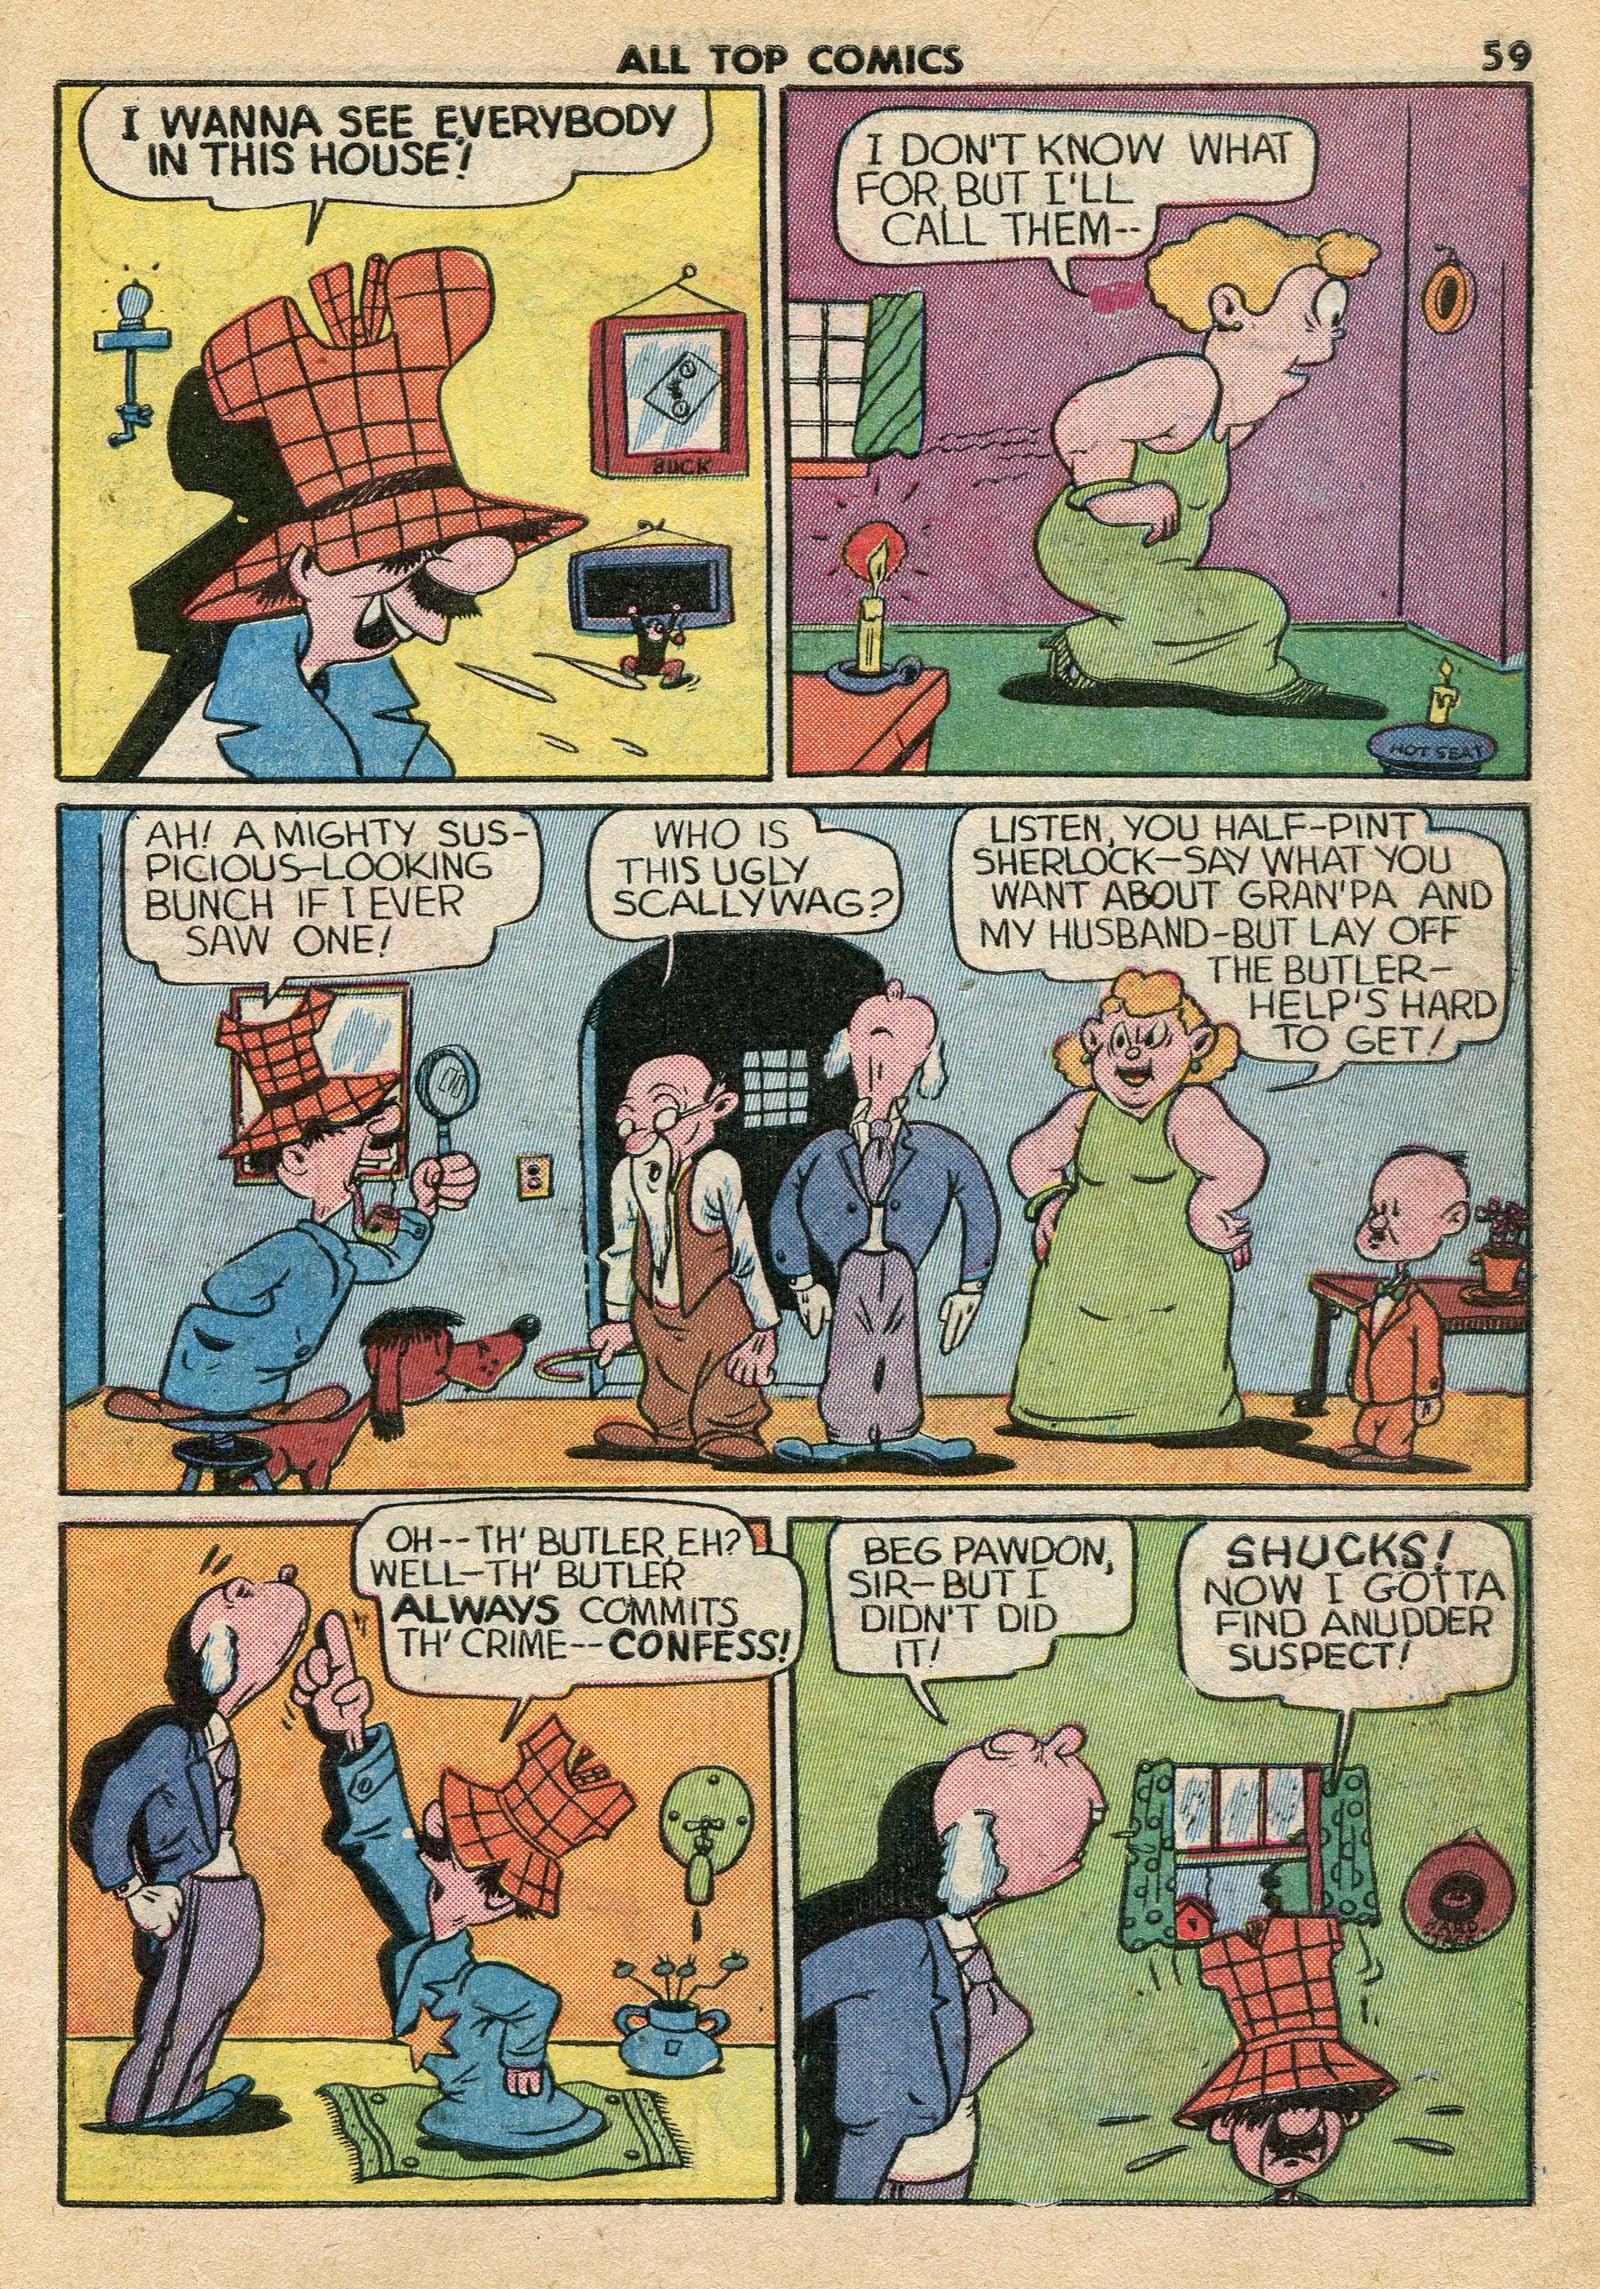 ALL TOP COMICS
59
I WANNA SEE EVERYBODY
IN THIS HOUSE!
BUCK
I DON'T KNOW WHAT
FOR, BUT I'LL
CALL THEM--
HOT SEAT
AH! A MIGHTY SUS-
PICIOUS-LOOKING
BUNCH IF I EVER
SAW ONE!
WHO IS
THIS UGLY
SCALLYWAG?
LISTEN, YOU HALF-PINT
SHERLOCK—SAY WHAT YOU
WANT ABOUT GRAN'PA AND
MY HUSBAND-BUT LAY OFF
THE BUTLER—
HELP'S HARD
TO GET!
OH--TH' BUTLER, EH?
WELL—TH' BUTLER
ALWAYS COMMITS
TH' CRIME--CONFESS!
BEG PAWDON,
SIR—BUT I
DIDN'T DID
IT!
SHUCKS!
NOW I GOTTA
FIND ANUDDER
SUSPECT!
HARD
TACK